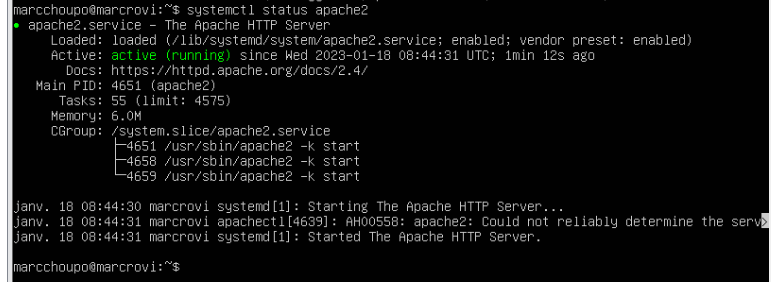 marcchoupo@marcrovi:~$ systemctl status apache2
● apache2.service – The Apache HTTP Server
Loaded: loaded (/lib/systemd/system/apache2.service; enabled; vendor preset: enabled)
Active: active (running) since Wed 2023-01-18 08:44:31 UTC; 1min 12s ago
Docs: https://httpd.apache.org/docs/2.4/
Main PID: 4651 (apache2)
Tasks: 55 (limit: 4575)
Memory: 6.0M
CGroup: /system.slice/apache2.service
├─4651 /usr/sbin/apache2 -k start
├─4658 /usr/sbin/apache2 -k start
└─4659 /usr/sbin/apache2 -k start
janv. 18 08:44:30 marcrovi systemd[1]: Starting The Apache HTTP Server...
janv. 18 08:44:31 marcrovi apachectl[4639]: AH00558: apache2: Could not reliably determine the serv>
janv. 18 08:44:31 marcrovi systemd[1]: Started The Apache HTTP Server.
marcchoupo@marcrovi:~$